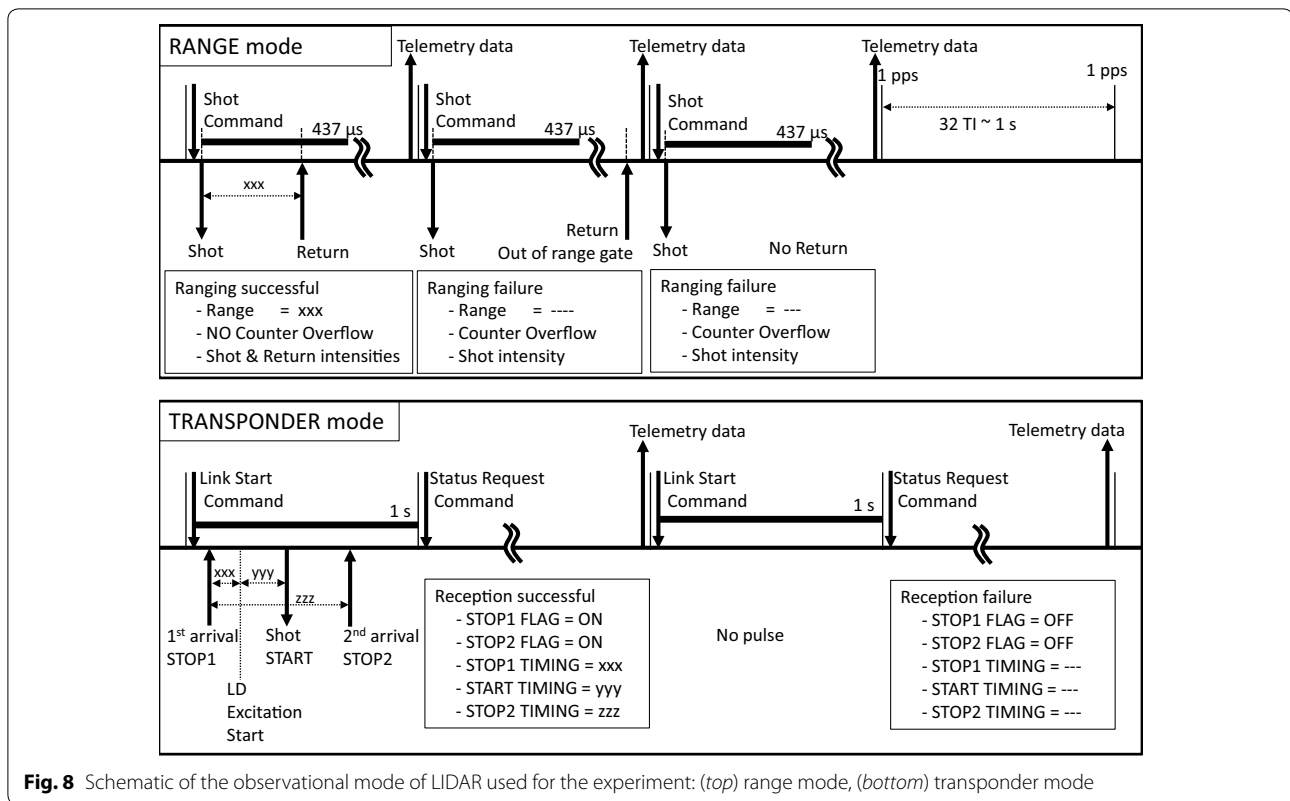 RANGE mode
Telemetry data
Telemetry data
Telemetry data
1 pps
1 pps
Shot
Command
437 µs
Shot
Command
437 µs
Shot
Command
437 µs
32 TI ~ 1 s
xxx
Shot
Return
Shot
Return
Out of range gate
Shot
No Return
Ranging successful
- Range = xxx
- NO Counter Overflow
- Shot & Return intensities
Ranging failure
- Range = ----
- Counter Overflow
- Shot intensity
Ranging failure
- Range = ---
- Counter Overflow
- Shot intensity
TRANSPONDER mode
Telemetry data
Telemetry data
Link Start
Command
1 s
Status Request
Command
Link Start
Command
1 s
Status Request
Command
xxx
yyy
zzz
1st arrival
STOP1
Shot
START
2nd arrival
STOP2
LD
Excitation
Start
Reception successful
- STOP1 FLAG = ON
- STOP2 FLAG = ON
- STOP1 TIMING = xxx
- START TIMING = yyy
- STOP2 TIMING = zzz
No pulse
Reception failure
- STOP1 FLAG = OFF
- STOP2 FLAG = OFF
- STOP1 TIMING = ---
- START TIMING = ---
- STOP2 TIMING = ---
Fig. 8 Schematic of the observational mode of LIDAR used for the experiment: (top) range mode, (bottom) transponder mode